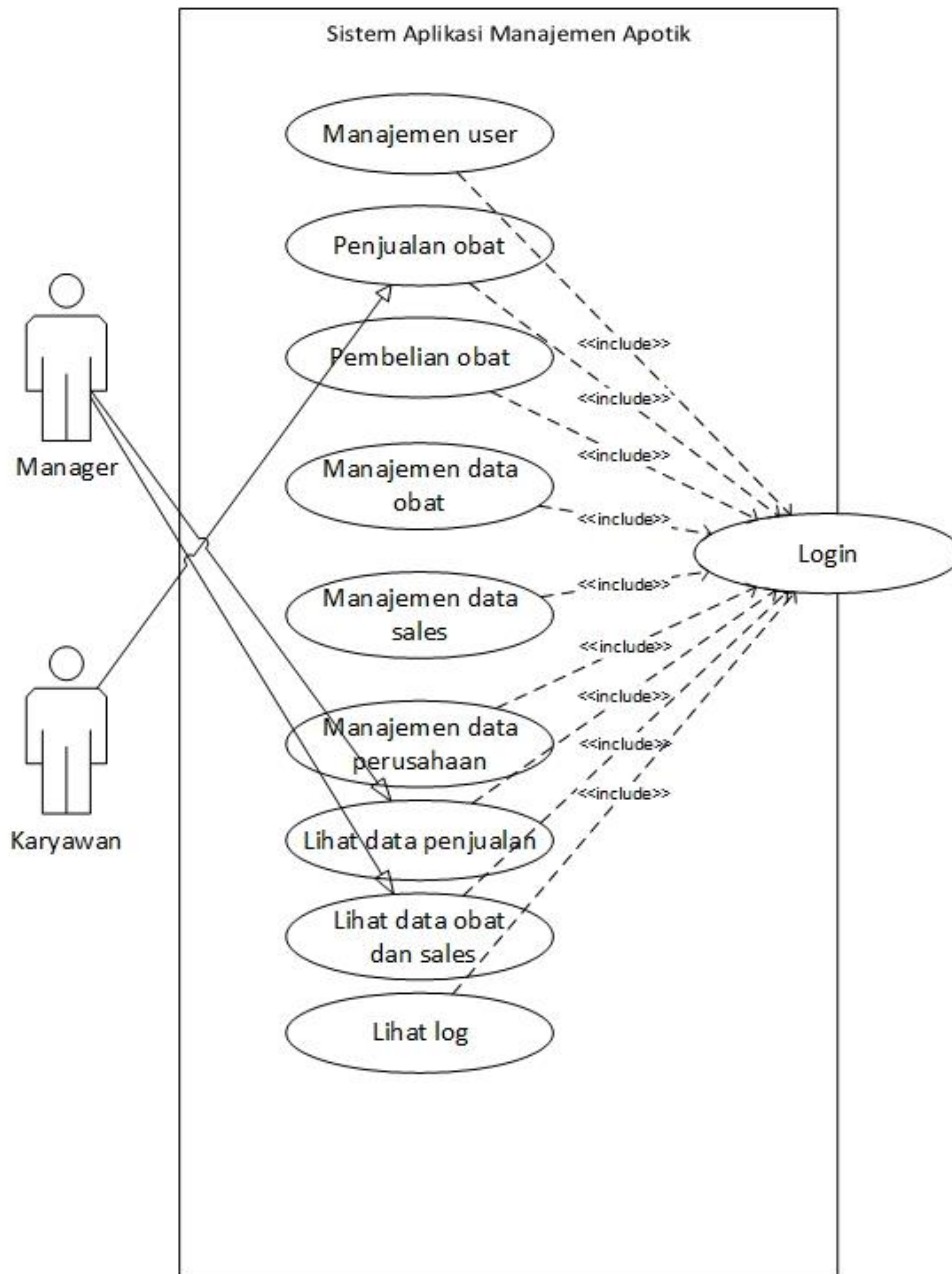 Sistem Aplikasi Manajemen Apotik
Manajemen user
Penjualan obat
<<include>>
Pembelian obat
<<include>>
Manager
<<include>>
Manajemen data
obat
<<include>>
Login
<<include>>
Manajemen data
sales
<<include>>
<<include>>
Manajemen data
perusahaan
<<include>>
<<include>>
Karyawan
Lihat data penjualan
Lihat data obat
dan sales
Lihat log